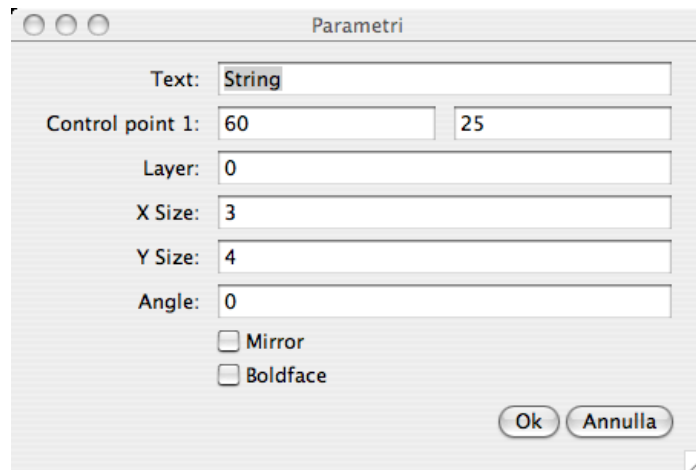 Parametri
Text: String
Control point 1: 60 25
Layer: 0
X Size: 3
Y Size: 4
Angle: 0
Mirror
Boldface
Ok Annulla